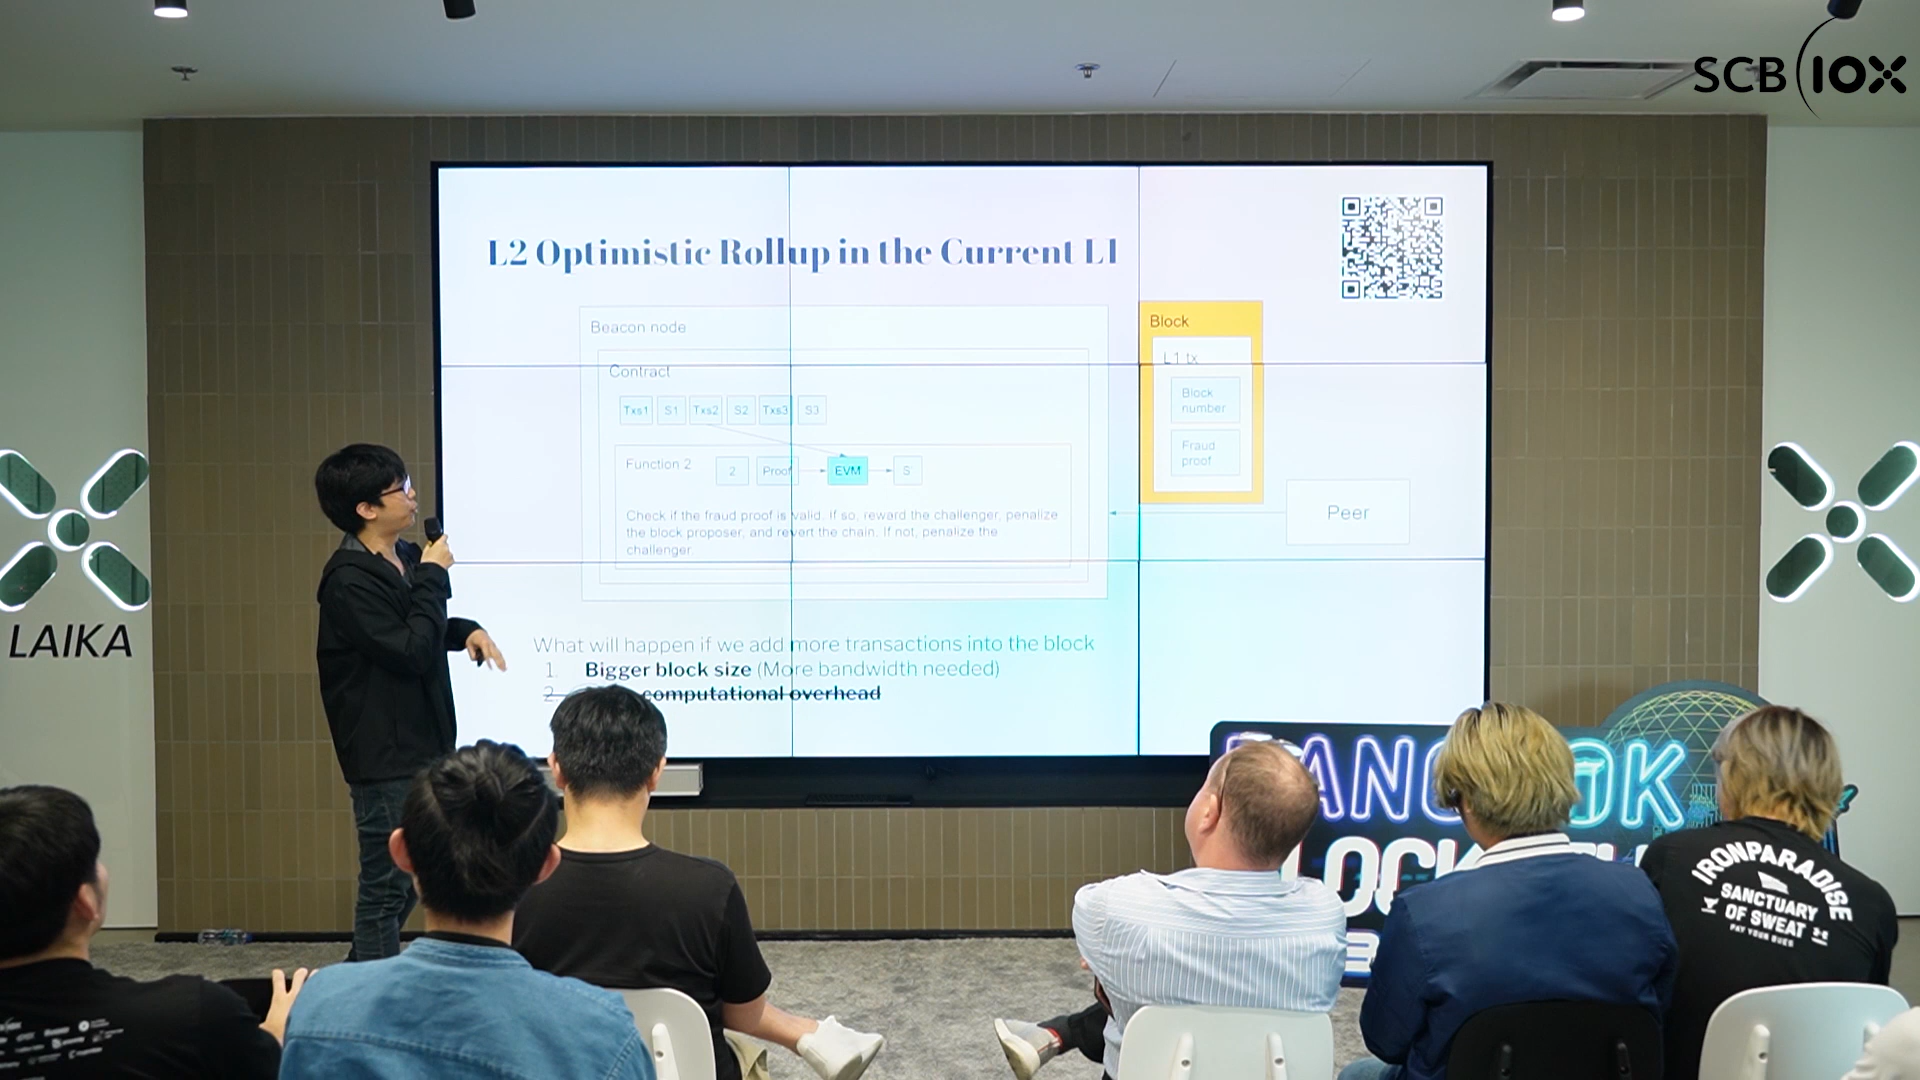 SCB 10X
L2 Optimistic Rollup in the Current L1
Beacon node
Contract
Txs1 S1 Txs2 S2 Txs3 S3
Function 2
2 Proof EVM S'
Check if the fraud proof is valid. If so, reward the challenger, penalize
the block proposer, and revert the chain. If not, penalize the
challenger.
Block
L1 tx
Block
number
Fraud
proof
Peer
What will happen if we add more transactions into the block
1. Bigger block size (More bandwidth needed)
2. computational overhead
LAIKA
IRONPARADISE
SANCTUARY
OF SWEAT
PAY YOUR DUES